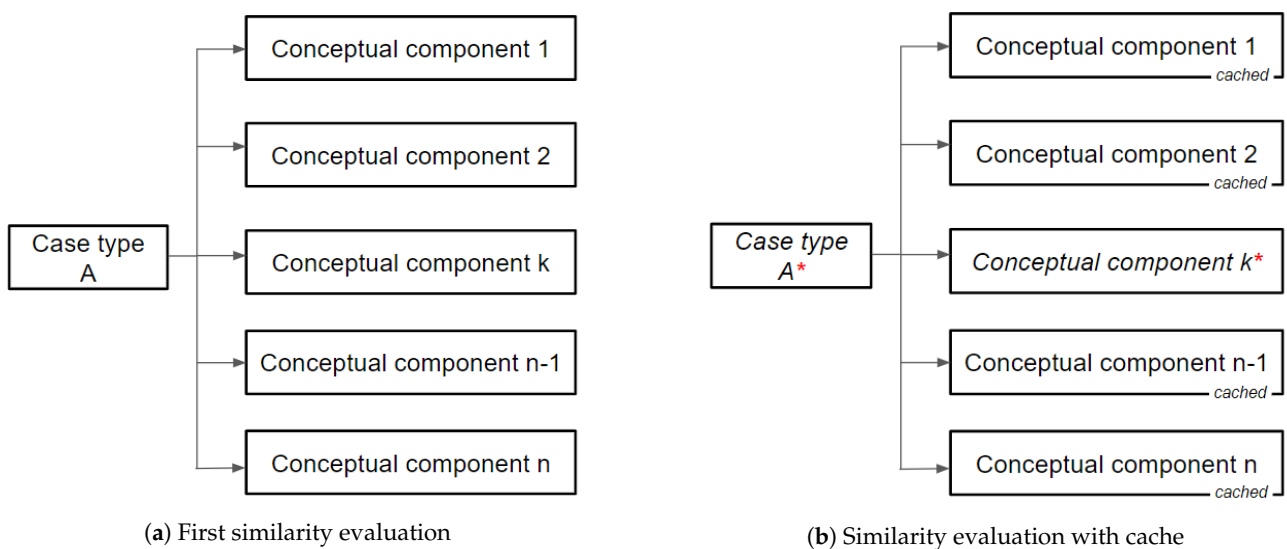 Conceptual component 1
Conceptual component 2
Case type
A
Conceptual component k
Conceptual component n-1
Conceptual component n
(a) First similarity evaluation
Conceptual component 1
cached
Conceptual component 2
cached
Case type
A*
Conceptual component k*
Conceptual component n-1
cached
Conceptual component n
cached
(b) Similarity evaluation with cache